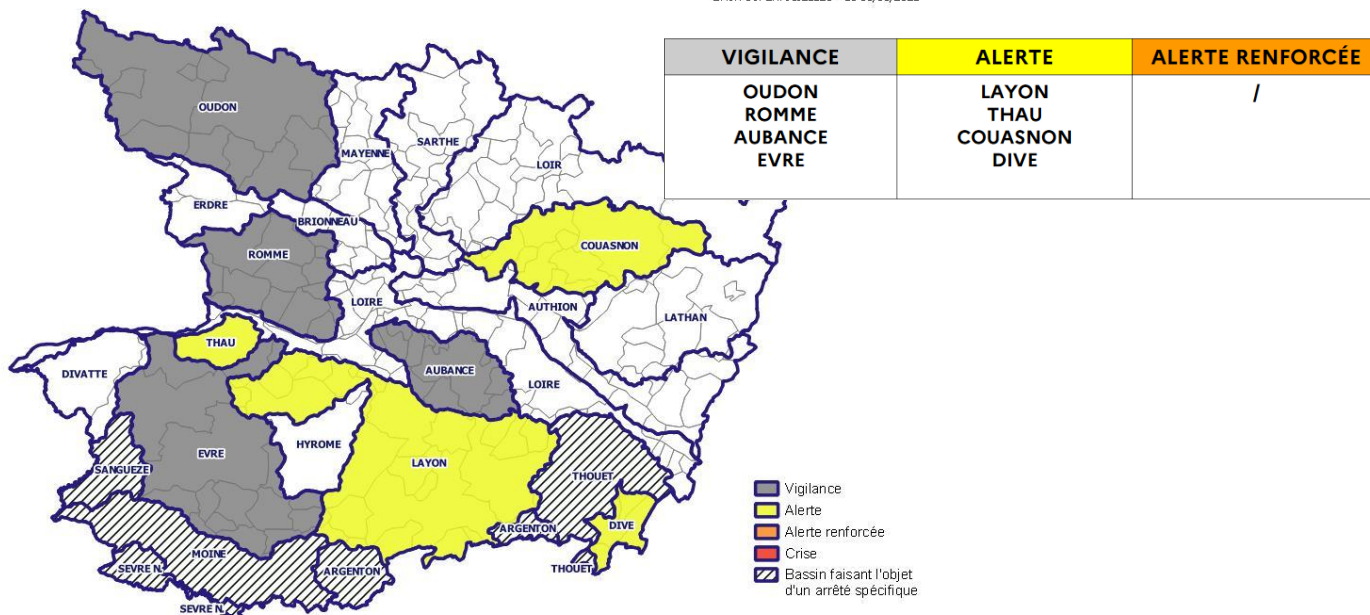 VIGILANCE
ALERTE
ALERTE RENFORCÉE
OUDON
ROMME
AUBANCE
EVRE
LAYON
THAU
COUASNON
DIVE
/
OUDON
MAYENNE
SARTHE
LOIR
ERDRE
BRIONNEAU
ROMME
COUASNON
LOIRE
AUTHION
LATHAN
THAU
DIVATTE
AUBANCE
LOIRE
HYROME
EVRE
LAYON
SANGUEZE
THOUET
ARGENTON
DIVE
MOINE
SEVRE N.
ARGENTON
THOUET
SEVRE N.
Vigilance
Alerte
Alerte renforcée
Crise
Bassin faisant l'objet
d'un arrêté spécifique